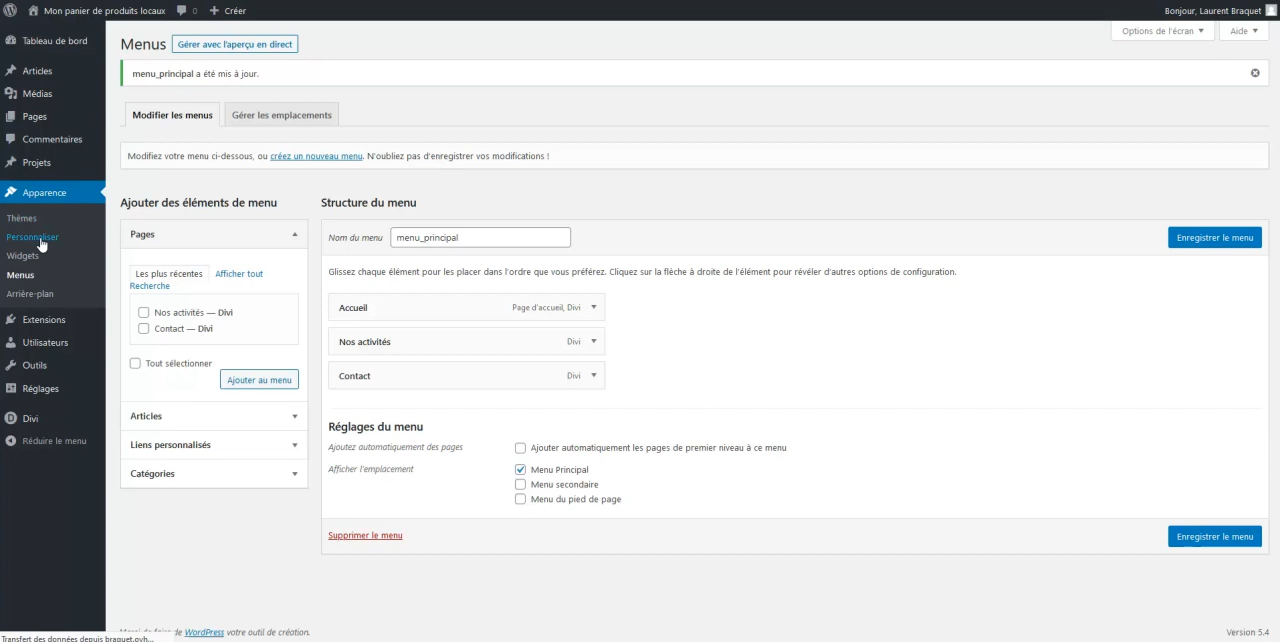 Mon panier de produits locaux 0 Créer Bonjour, Laurent Braquet
Tableau de bord
Articles
Médias
Pages
Commentaires
Projets
Apparence
Thèmes
Personnaliser
Widgets
Menus
Arrière-plan
Extensions
Utilisateurs
Outils
Réglages
Divi
Réduire le menu
Options de l'écran Aide
Menus Gérer avec l'aperçu en direct
menu_principal a été mis à jour.
Modifier les menus Gérer les emplacements
Modifiez votre menu ci-dessous, ou créez un nouveau menu. N'oubliez pas d'enregistrer vos modifications !
Ajouter des éléments de menu
Pages
Les plus récentes Afficher tout
Recherche
Nos activités — Divi
Contact — Divi
Tout sélectionner
Ajouter au menu
Articles
Liens personnalisés
Catégories
Structure du menu
Nom du menu menu_principal Enregistrer le menu
Glissez chaque élément pour les placer dans l'ordre que vous préférez. Cliquez sur la flèche à droite de l'élément pour révéler d'autres options de configuration.
Accueil Page d'accueil, Divi
Nos activités Divi
Contact Divi
Réglages du menu
Ajoutez automatiquement des pages Ajouter automatiquement les pages de premier niveau à ce menu
Afficher l'emplacement Menu Principal
Menu secondaire
Menu du pied de page
Supprimer le menu Enregistrer le menu
Merci de faire de WordPress votre outil de création. Version 5.4
Transfert des données depuis braquet.ovh...